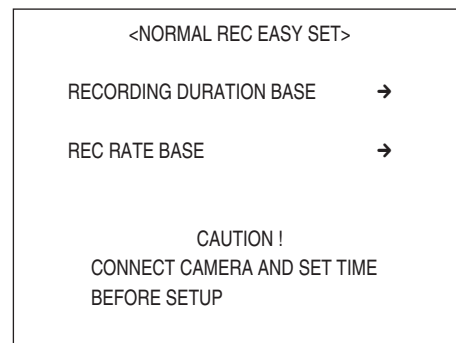 <NORMAL REC EASY SET>
RECORDING DURATION BASE →
REC RATE BASE →
CAUTION !
CONNECT CAMERA AND SET TIME
BEFORE SETUP